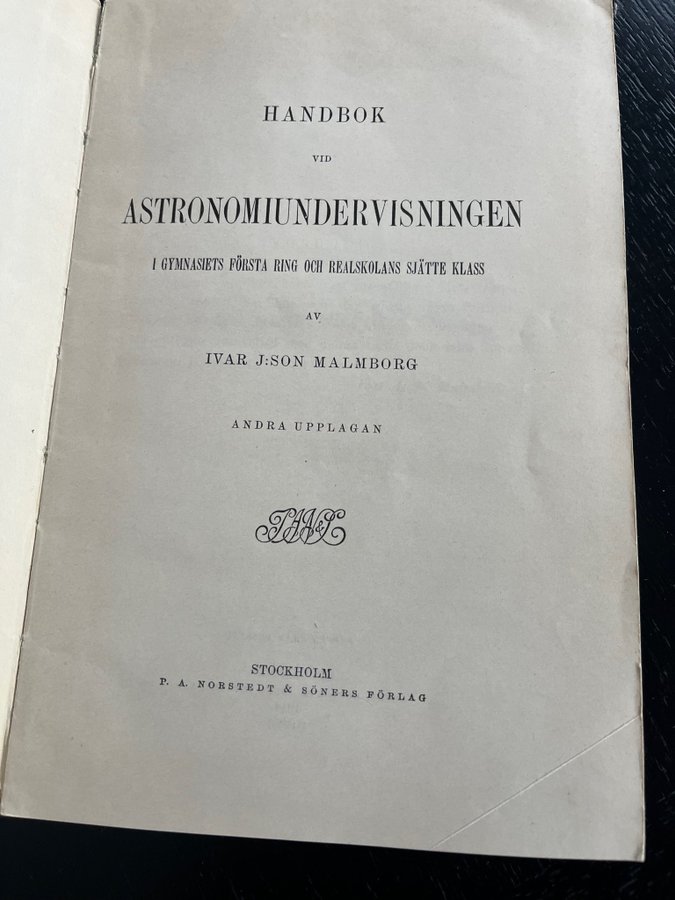 HANDBOK
VID
ASTRONOMIUNDERVISNINGEN
I GYMNASIETS FÖRSTA RING OCH REALSKOLANS SJÄTTE KLASS
AV
IVAR J:SON MALMBORG
ANDRA UPPLAGAN
P A N & S
STOCKHOLM
P. A. NORSTEDT & SÖNERS FÖRLAG